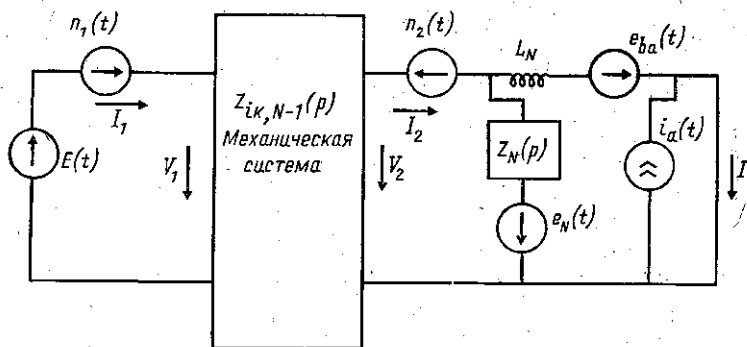 n₁(t)
n₂(t)
L_N
e_ba(t)
I₁
Z_ik,N-1(p)
Механическая
система
I₂
Z_N(p)
i_a(t)
E(t)
V₁
V₂
I
e_N(t)